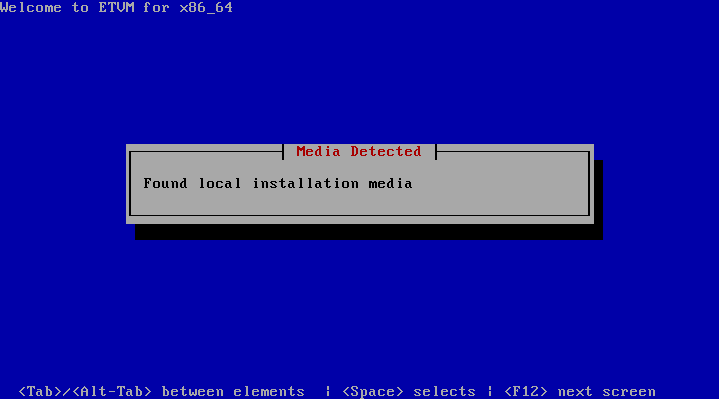 Welcome to ETVM for x86_64
Media Detected
Found local installation media
<Tab>/<Alt-Tab> between elements | <Space> selects | <F12> next screen